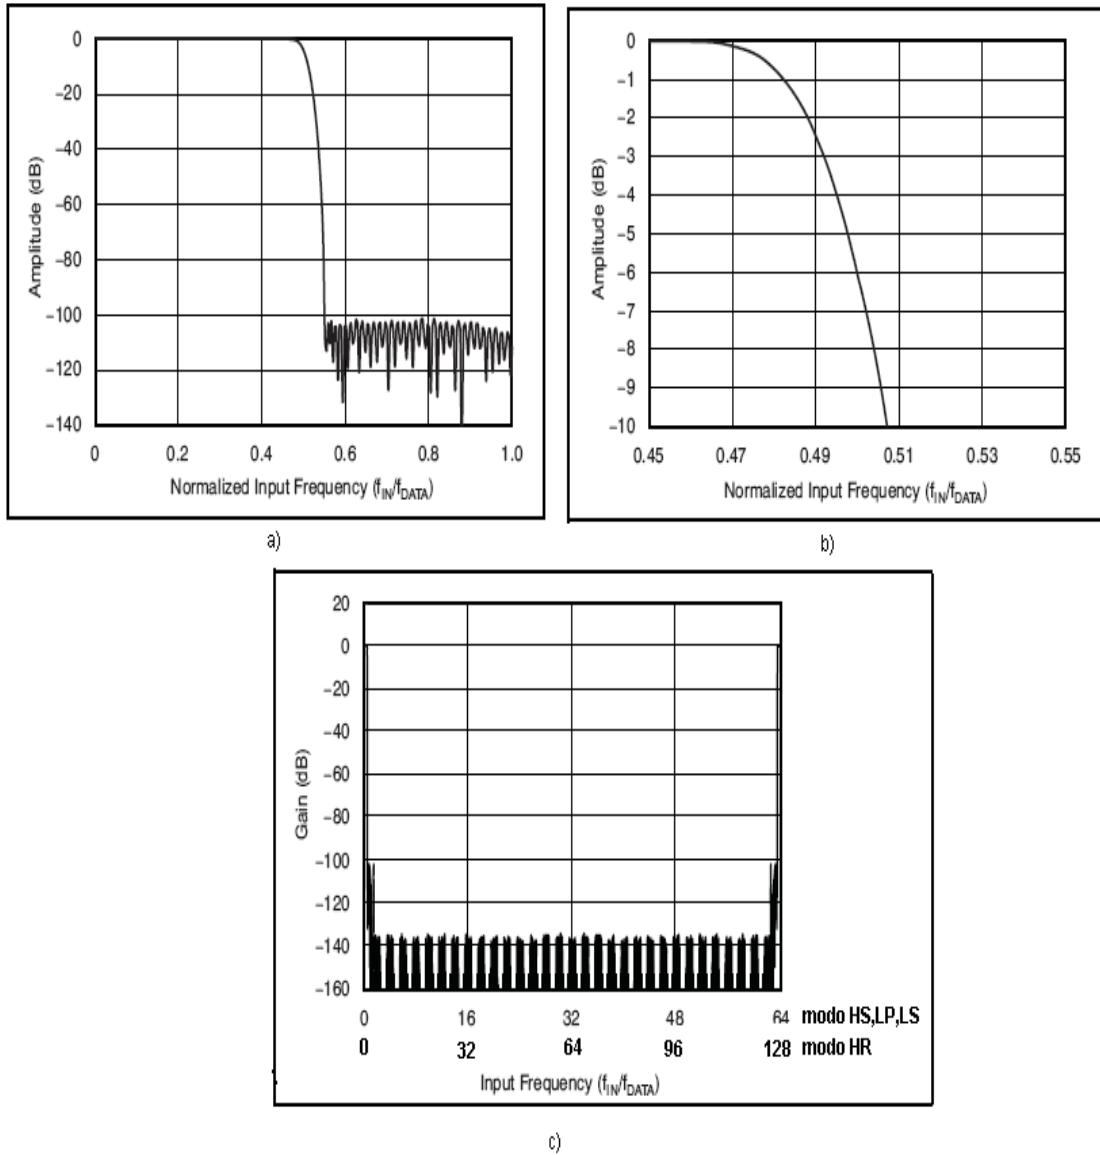 0
−20
−40
−60
−80
−100
−120
−140
Amplitude (dB)
0 0.2 0.4 0.6 0.8 1.0
Normalized Input Frequency (fIN/fDATA)
a)
0
−1
−2
−3
−4
−5
−6
−7
−8
−9
−10
Amplitude (dB)
0.45 0.47 0.49 0.51 0.53 0.55
Normalized Input Frequency (fIN/fDATA)
b)
20
0
−20
−40
−60
−80
−100
−120
−140
−160
Gain (dB)
0 16 32 48 64 modo HS,LP,LS
0 32 64 96 128 modo HR
Input Frequency (fIN/fDATA)
c)